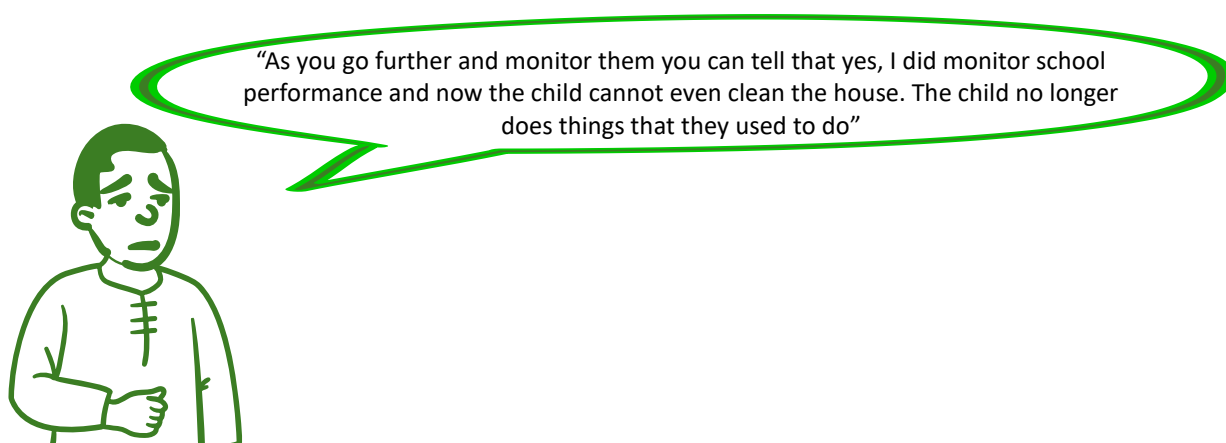 “As you go further and monitor them you can tell that yes, I did monitor school
performance and now the child cannot even clean the house. The child no longer
does things that they used to do”